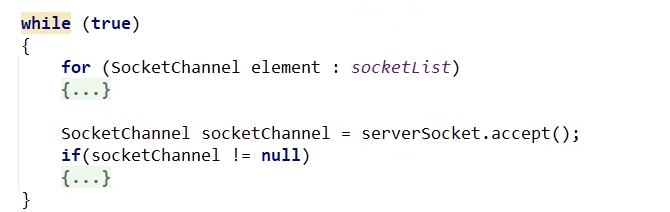 while (true)
{
for (SocketChannel element : socketList)
{...}
SocketChannel socketChannel = serverSocket.accept();
if(socketChannel != null)
{...}
}